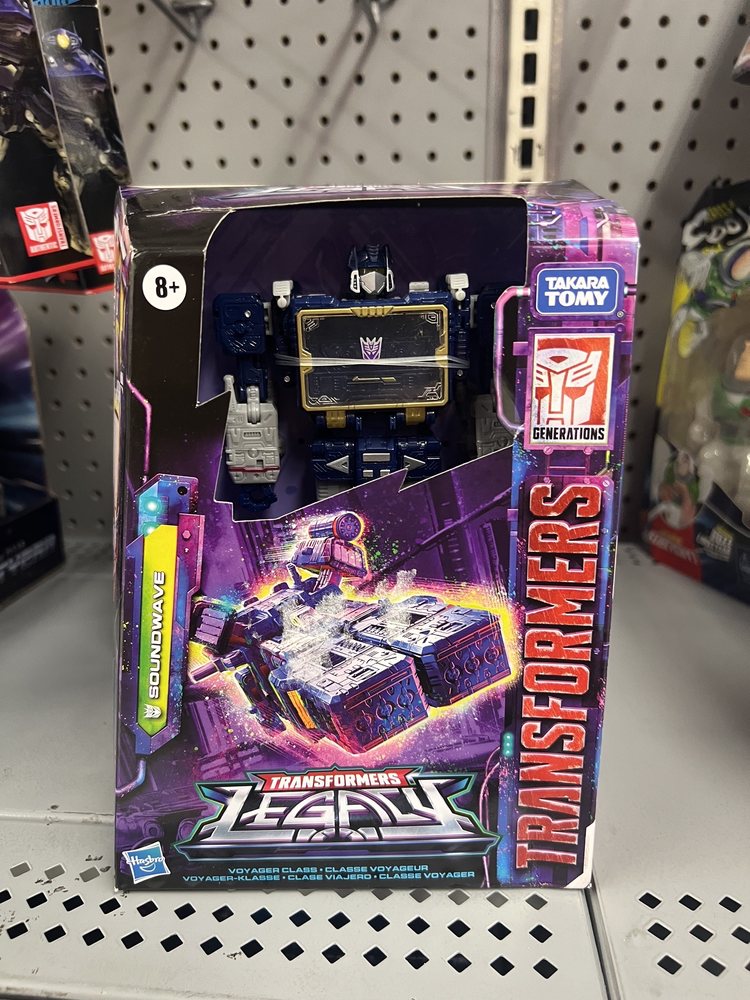 8+
TAKARA
TOMY
GENERATIONS
TRANSFORMERS
SOUNDWAVE
TRANSFORMERS
LEGACY
Hasbro
VOYAGER CLASS • CLASSE VOYAGEUR
VOYAGER-KLASSE • CLASE VIAJERO • CLASSE VOYAGER